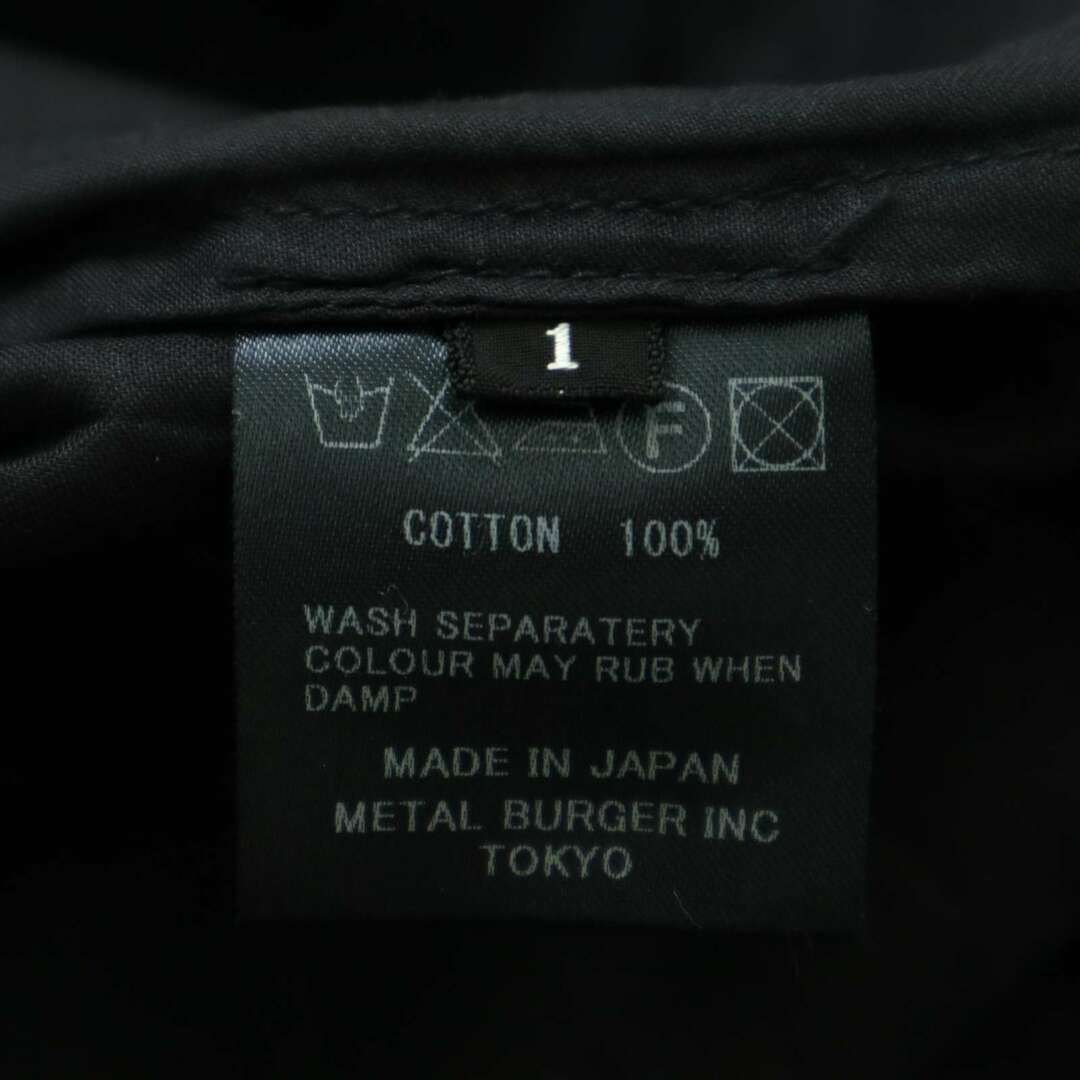 1
F
COTTON 100%
WASH SEPARATERY
COLOUR MAY RUB WHEN
DAMP
MADE IN JAPAN
METAL BURGER INC
TOKYO